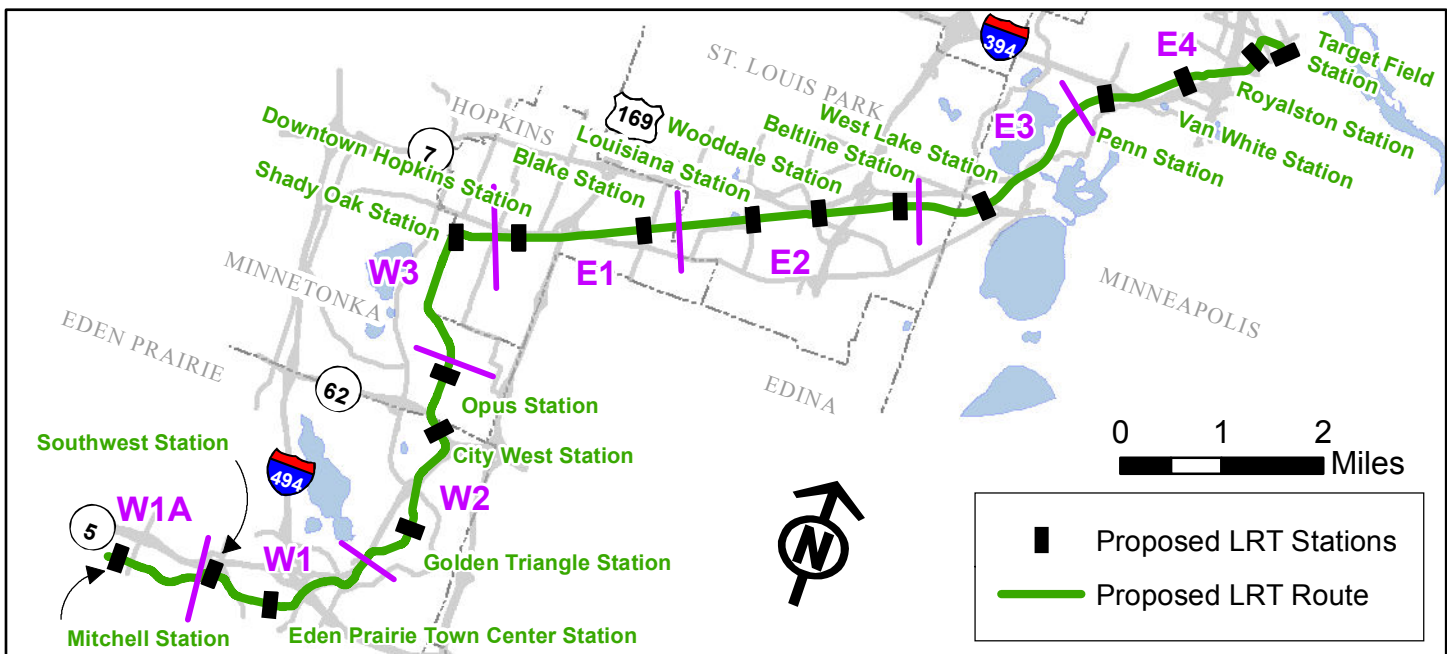 394
E4
Target Field
Station
ST. LOUIS PARK
HOPKINS
169
E3
Royalston Station
Van White Station
Penn Station
West Lake Station
Beltline Station
Wooddale Station
Louisiana Station
Blake Station
Downtown Hopkins Station
7
Shady Oak Station
W3
E1
E2
MINNETONKA
EDEN PRAIRIE
MINNEAPOLIS
EDINA
62
Opus Station
City West Station
Southwest Station
494
W2
W1A
5
W1
Golden Triangle Station
Mitchell Station
Eden Prairie Town Center Station
N
0 1 2
Miles
Proposed LRT Stations
Proposed LRT Route